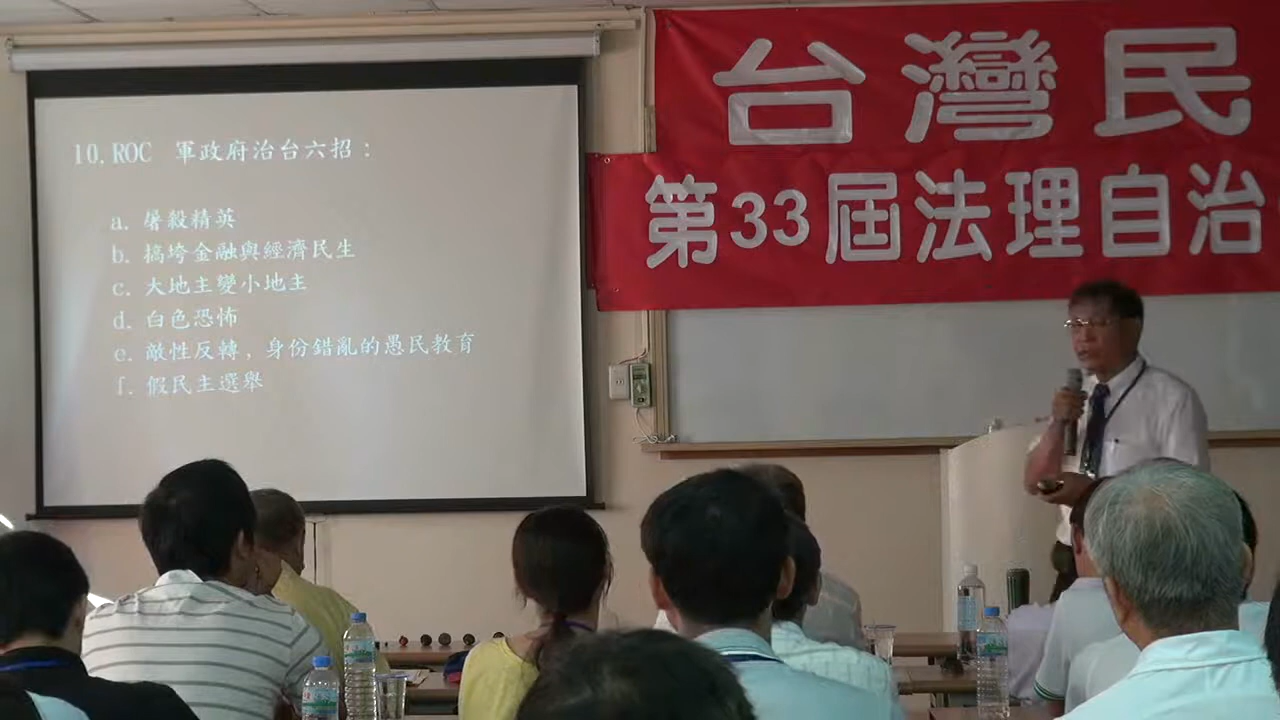 10. ROC 軍政府治台六招：
a. 屠殺精英
b. 搞垮金融與經濟民生
c. 大地主變小地主
d. 白色恐怖
e. 敵性反轉，身份錯亂的愚民教育
f. 假民主選舉
台灣民
第33屆法理自治